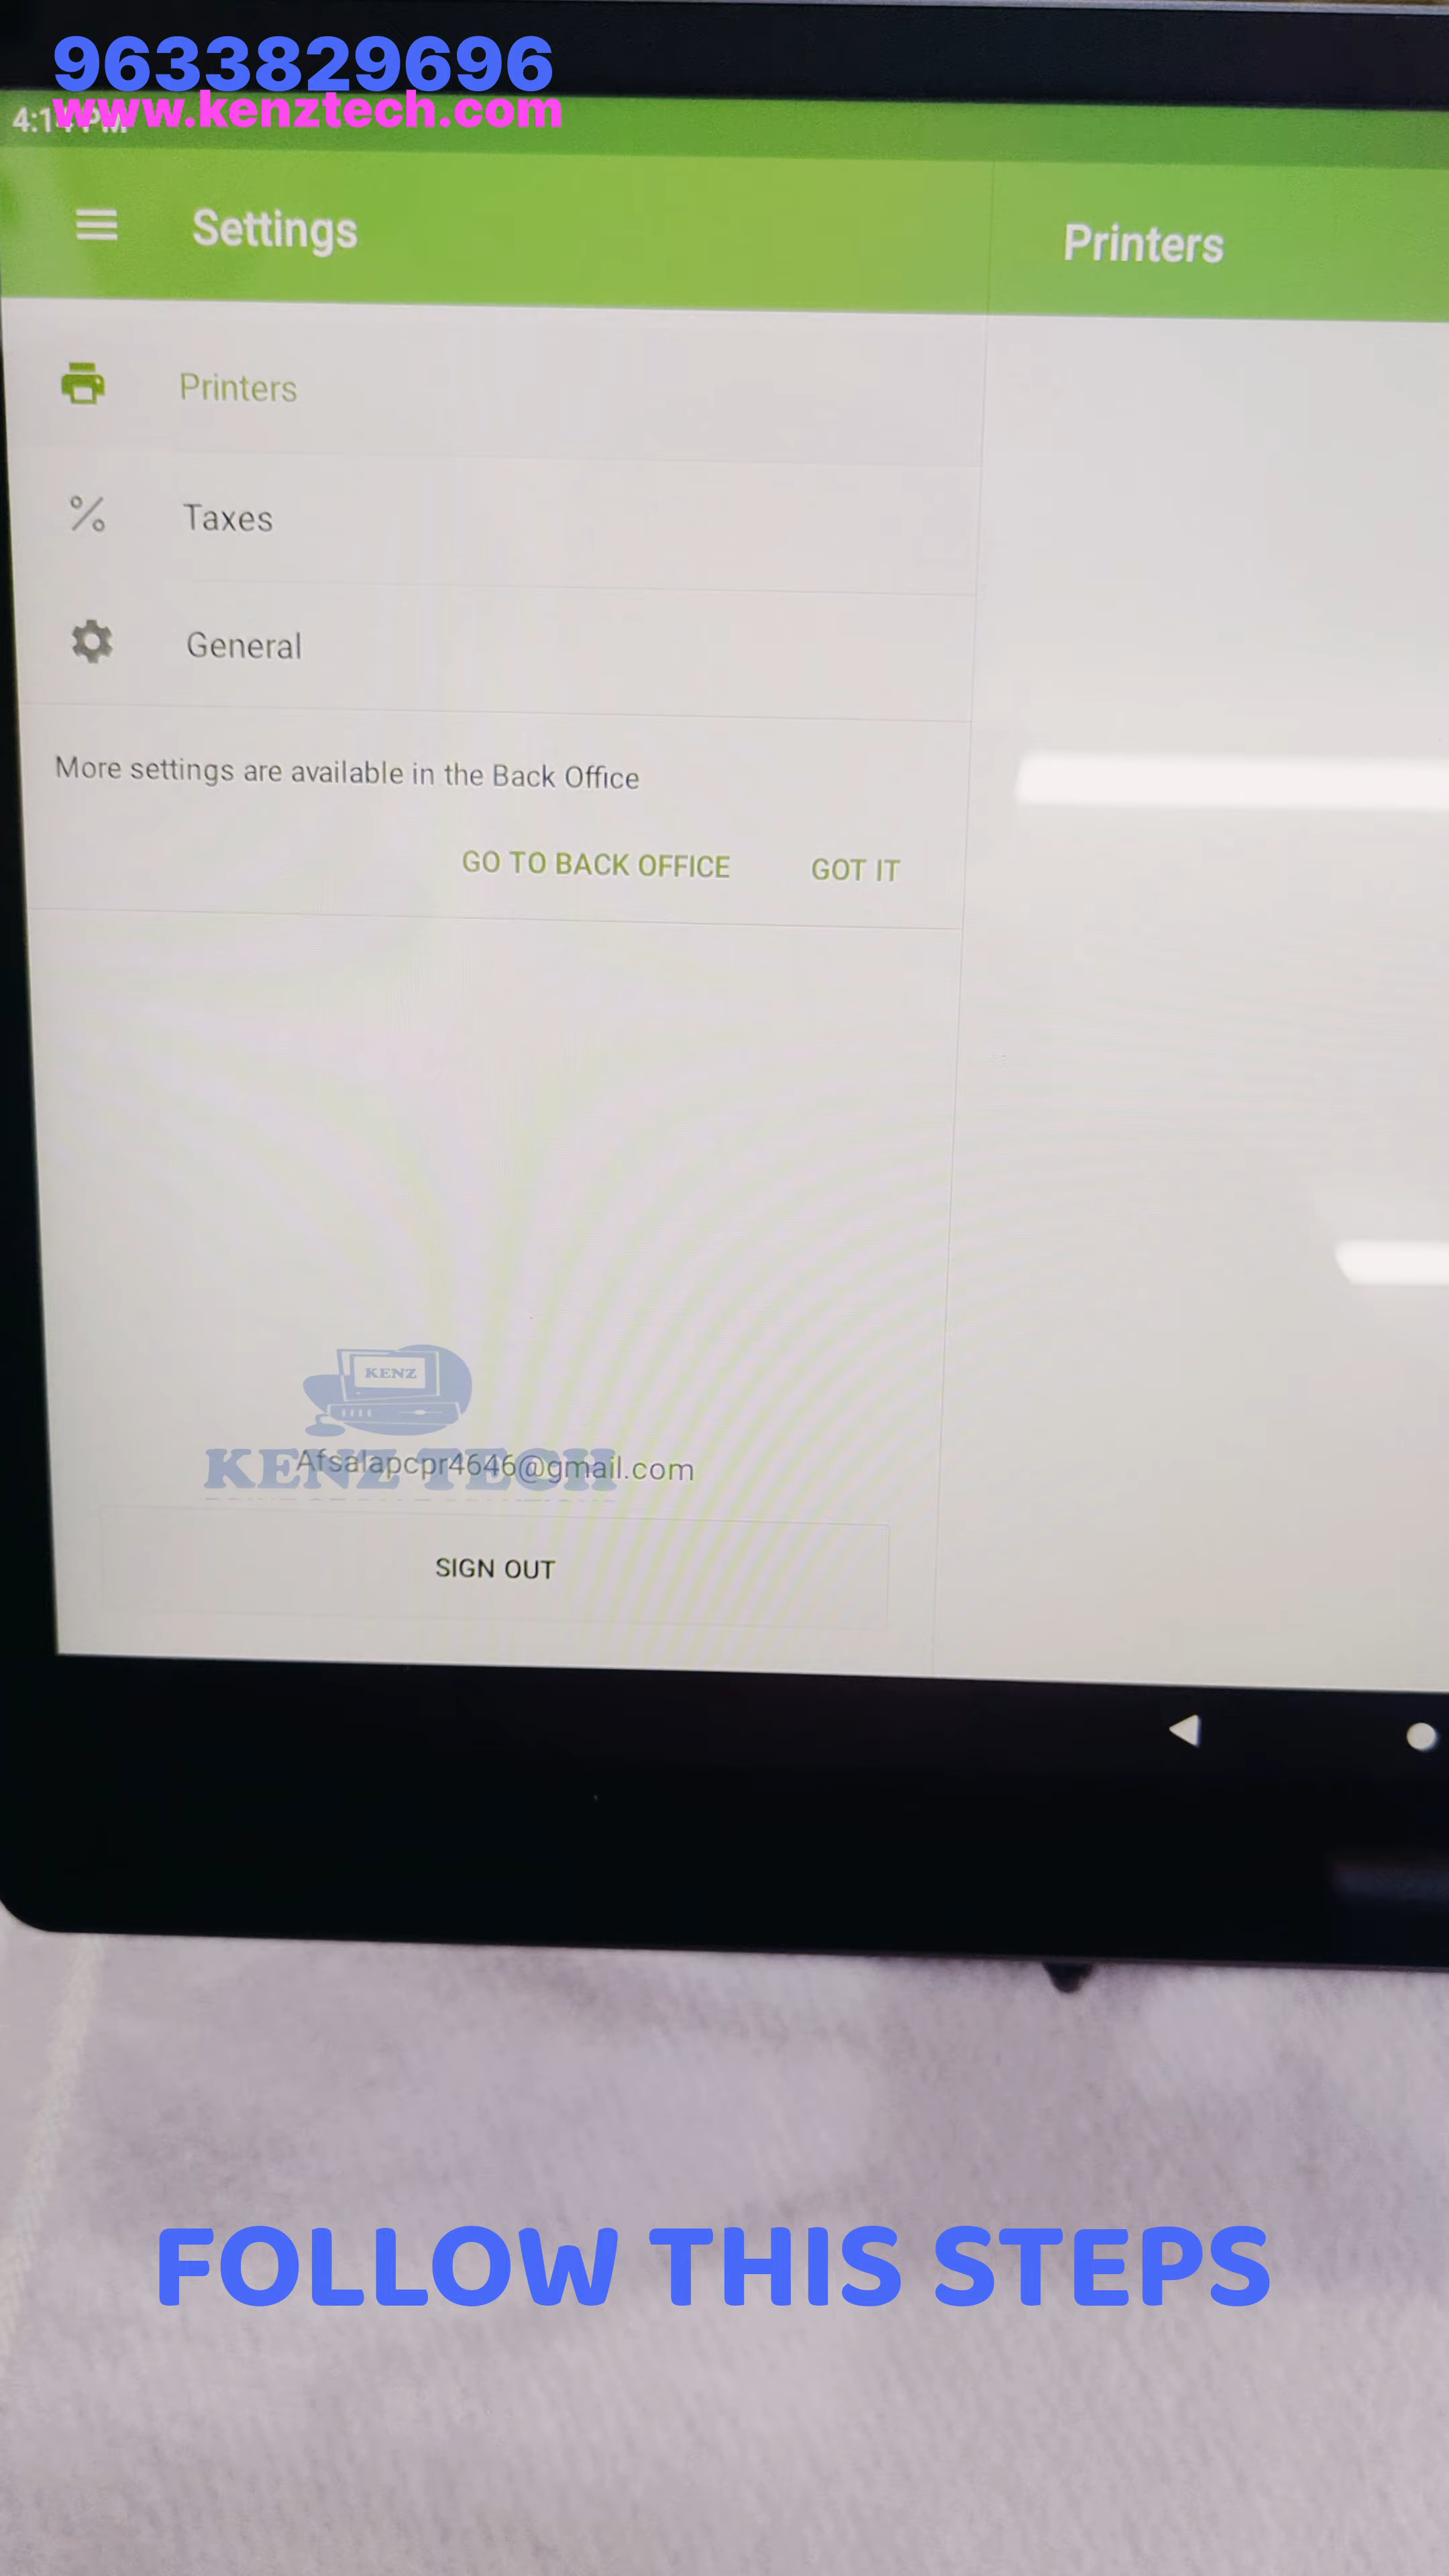 9633829696
www.kenztech.com
Settings
Printers
Printers
Taxes
General
More settings are available in the Back Office
GO TO BACK OFFICE
GOT IT
KENZ
KENZ TECH
Afsalapcpr4646@gmail.com
SIGN OUT
FOLLOW THIS STEPS